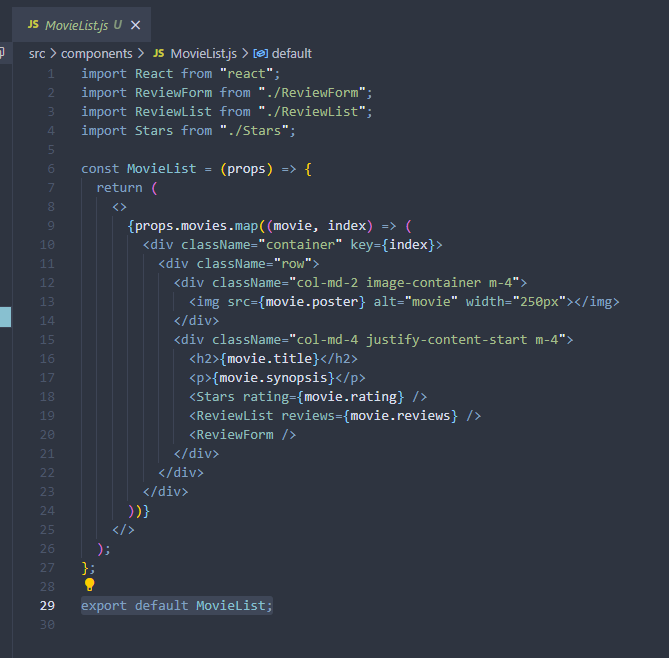 JS MovieList.js U ×
src > components > JS MovieList.js > default
1 import React from "react";
2 import ReviewForm from "./ReviewForm";
3 import ReviewList from "./ReviewList";
4 import Stars from "./Stars";
5
6 const MovieList = (props) => {
7   return (
8     <>
9       {props.movies.map((movie, index) => (
10         <div className="container" key={index}>
11           <div className="row">
12             <div className="col-md-2 image-container m-4">
13               <img src={movie.poster} alt="movie" width="250px"></img>
14             </div>
15             <div className="col-md-4 justify-content-start m-4">
16               <h2>{movie.title}</h2>
17               <p>{movie.synopsis}</p>
18               <Stars rating={movie.rating} />
19               <ReviewList reviews={movie.reviews} />
20               <ReviewForm />
21             </div>
22           </div>
23         </div>
24       ))}
25     </>
26   );
27 };
28
29 export default MovieList;
30